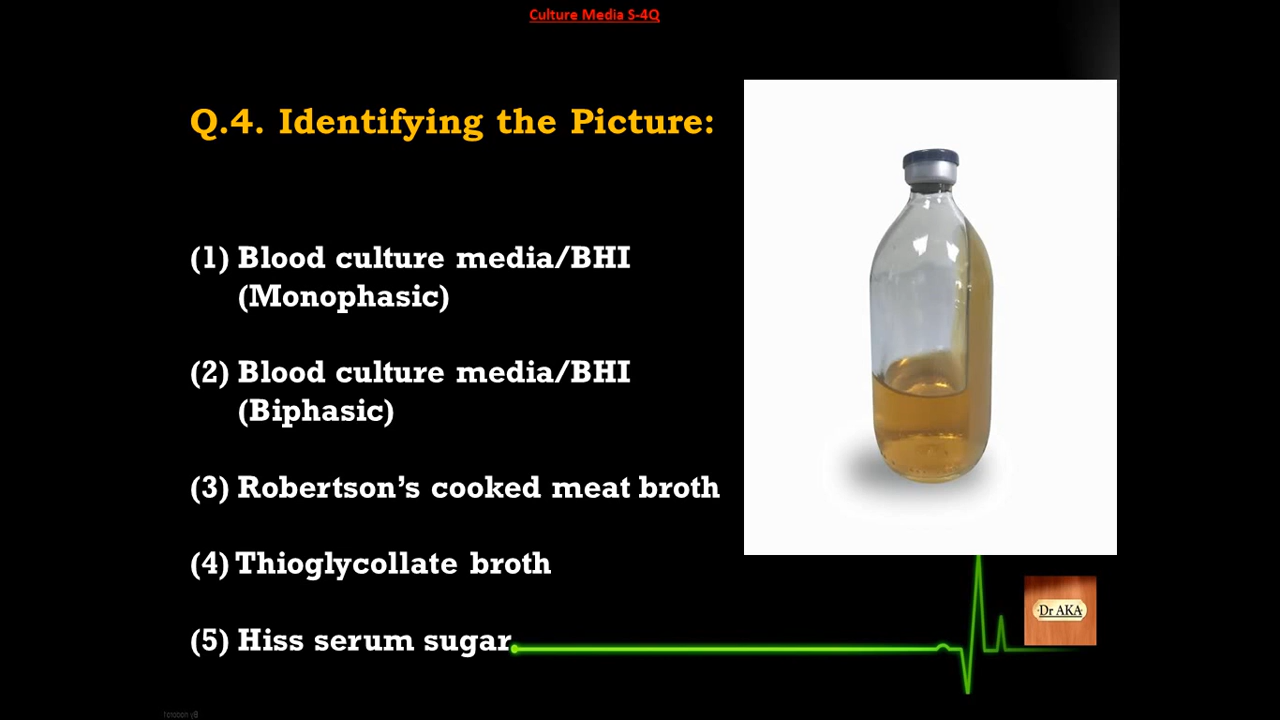 Culture Media S-4Q
Q.4. Identifying the Picture:
(1) Blood culture media/BHI
(Monophasic)
(2) Blood culture media/BHI
(Biphasic)
(3) Robertson’s cooked meat broth
(4) Thioglycollate broth
(5) Hiss serum sugar
Dr AKA